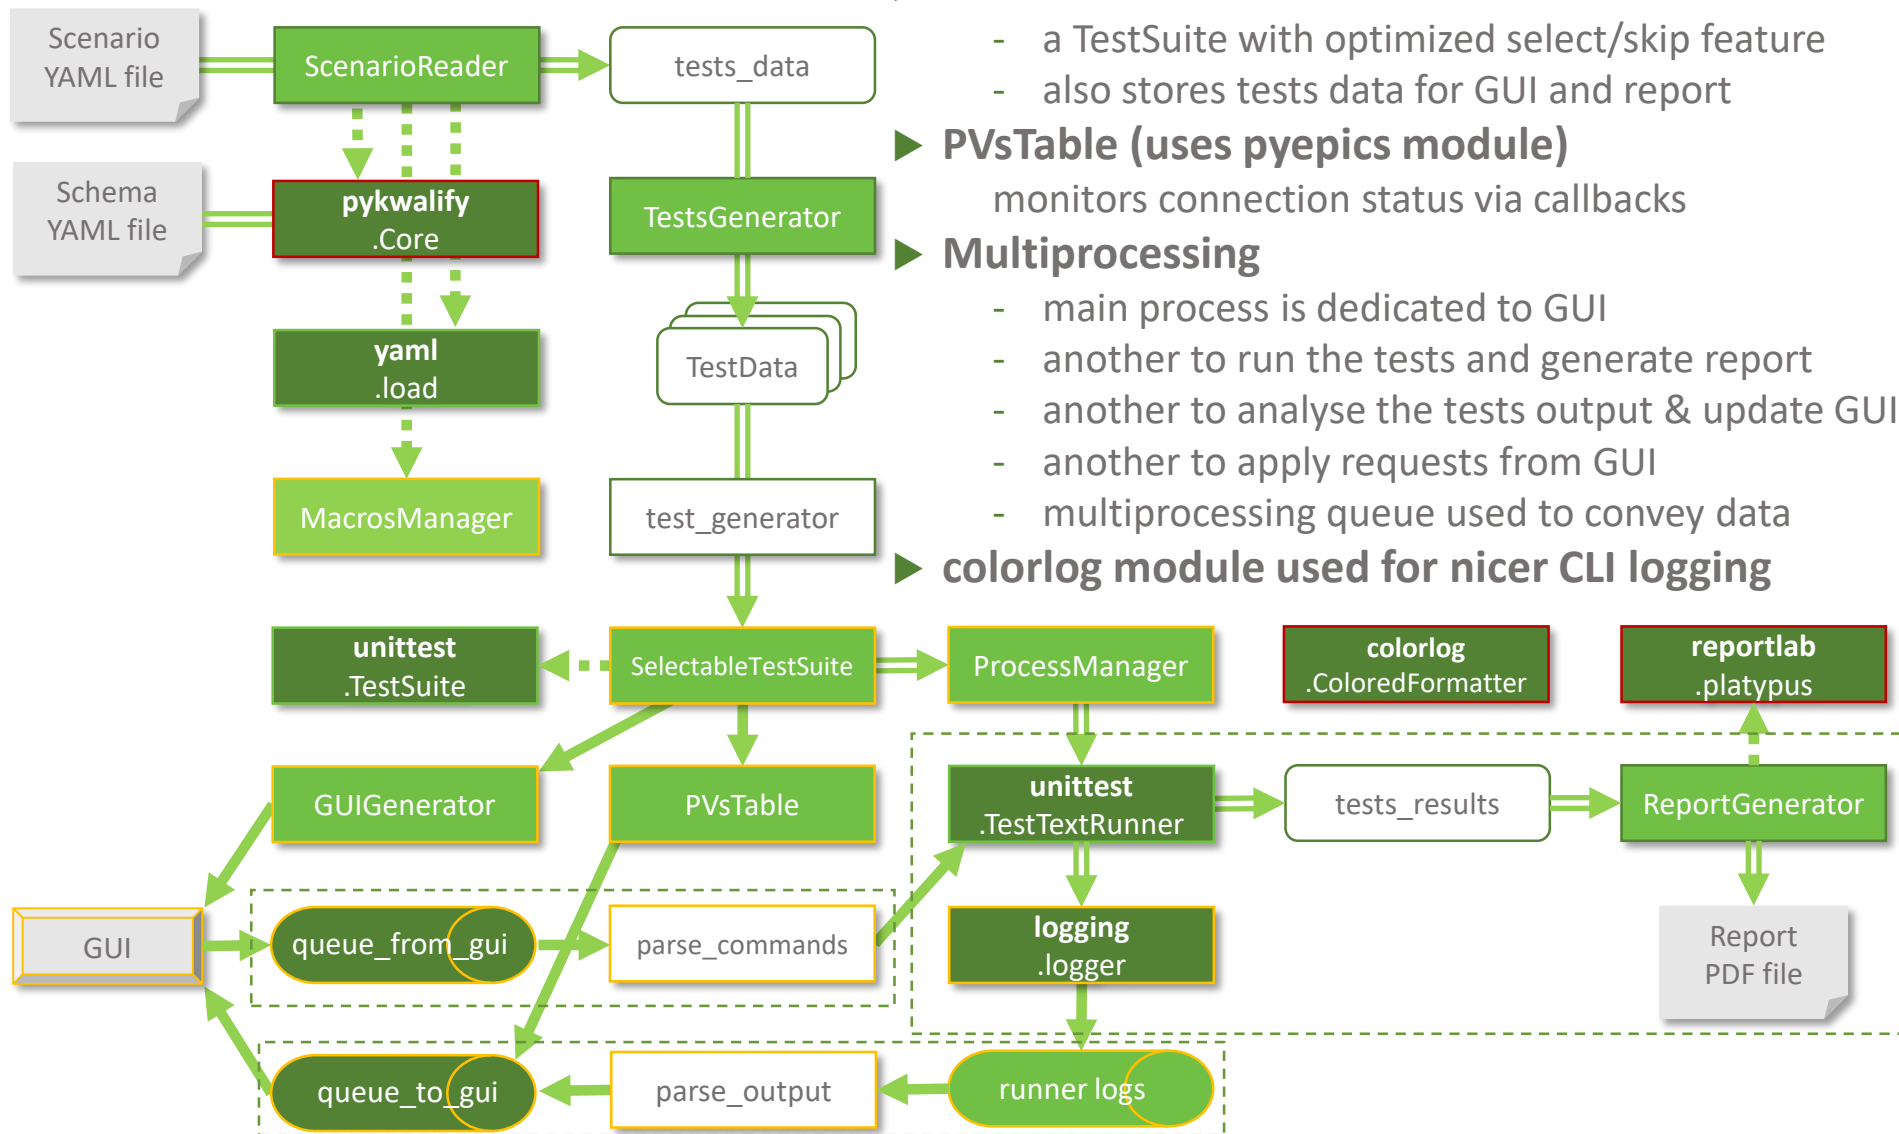 Scenario
YAML file
ScenarioReader
tests_data
- a TestSuite with optimized select/skip feature
- also stores tests data for GUI and report
PVsTable (uses pyepics module)
monitors connection status via callbacks
Multiprocessing
- main process is dedicated to GUI
- another to run the tests and generate report
- another to analyse the tests output & update GUI
- another to apply requests from GUI
- multiprocessing queue used to convey data
colorlog module used for nicer CLI logging
Schema
YAML file
pykwalify
.Core
TestsGenerator
yaml
.load
TestData
MacrosManager
test_generator
unittest
.TestSuite
SelectableTestSuite
ProcessManager
colorlog
.ColoredFormatter
reportlab
.platypus
GUIGenerator
PVsTable
unittest
.TestTextRunner
tests_results
ReportGenerator
GUI
queue_from_gui
parse_commands
logging
.logger
Report
PDF file
queue_to_gui
parse_output
runner logs